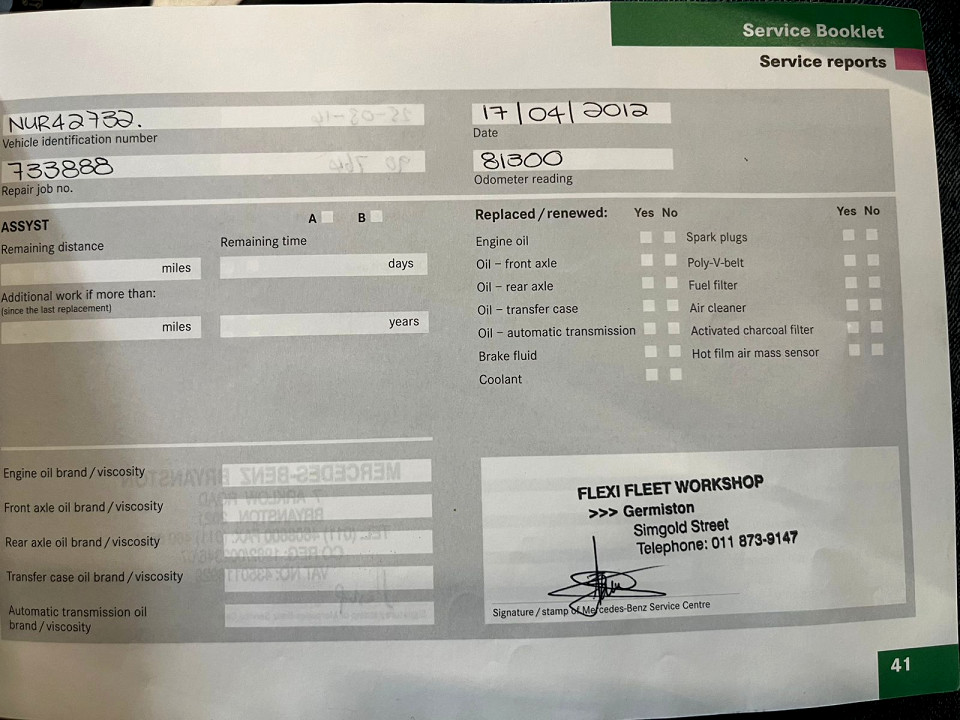 Service Booklet
Service reports
NUR42732.
Vehicle identification number
17/04/2012
Date
733888
Repair job no.
81300
Odometer reading
ASSYST
A B
Remaining distance
Remaining time
miles
days
Additional work if more than:
(since the last replacement)
miles
years
Replaced/renewed: Yes No
Yes No
Engine oil
Oil – front axle
Oil – rear axle
Oil – transfer case
Oil – automatic transmission
Brake fluid
Coolant
Spark plugs
Poly-V-belt
Fuel filter
Air cleaner
Activated charcoal filter
Hot film air mass sensor
Engine oil brand/viscosity
Front axle oil brand/viscosity
Rear axle oil brand/viscosity
Transfer case oil brand/viscosity
Automatic transmission oil
brand/viscosity
FLEXI FLEET WORKSHOP
>>> Germiston
Simgold Street
Telephone: 011 873-9147
Signature/stamp of Mercedes-Benz Service Centre
41